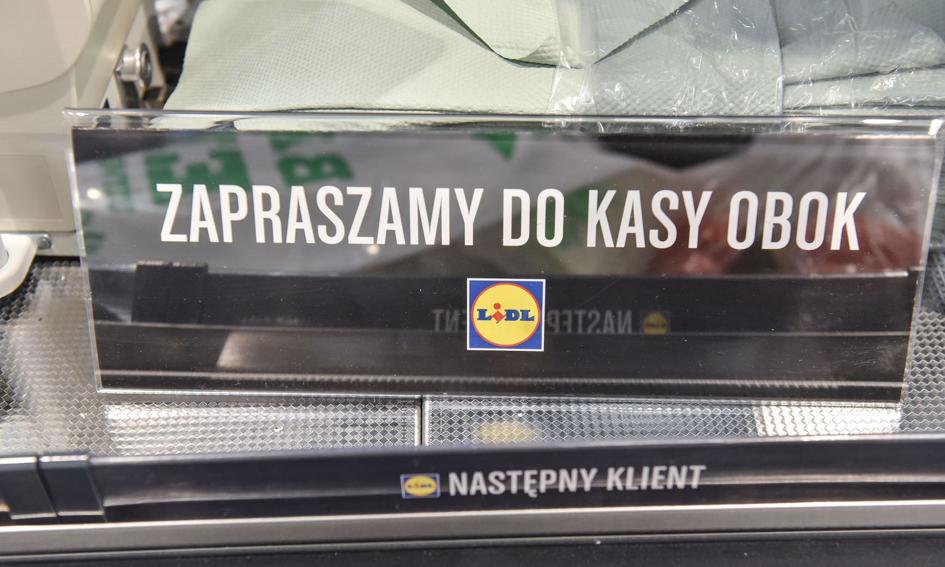 ZAPRASZAMY DO KASY OBOK
LIDL
LIDL NASTĘPNY KLIENT